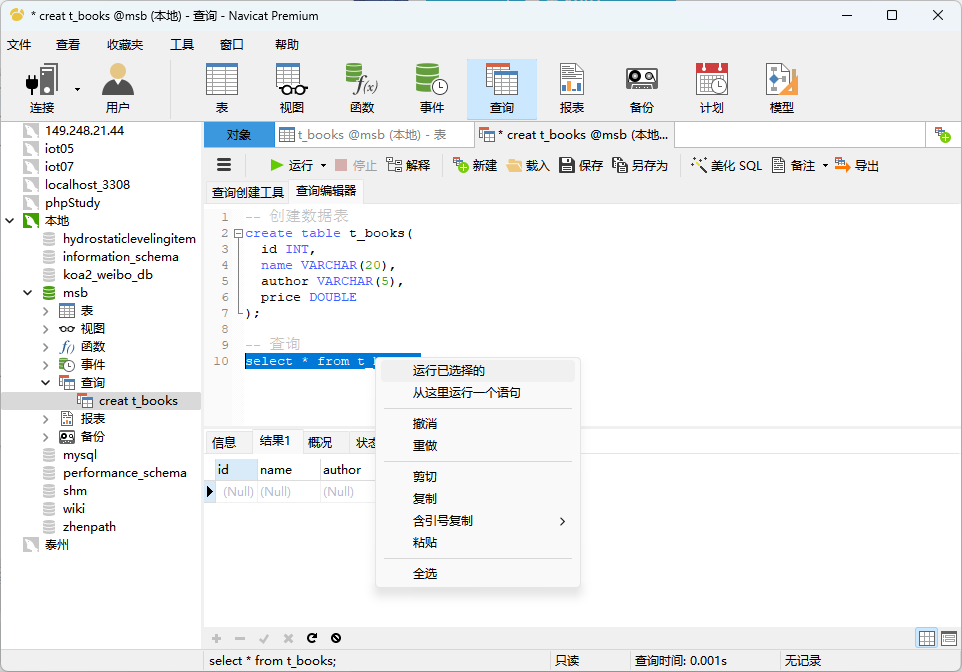 * creat t_books @msb (本地) - 查询 - Navicat Premium
文件 查看 收藏夹 工具 窗口 帮助
连接 用户 表 视图 函数 事件 查询 报表 备份 计划 模型
149.248.21.44
iot05
iot07
localhost_3308
phpStudy
本地
hydrostaticlevelingitem
information_schema
koa2_weibo_db
msb
表
视图
函数
事件
查询
creat t_books
报表
备份
mysql
performance_schema
shm
wiki
zhenpath
泰州
对象 t_books @msb (本地) - 表 * creat t_books @msb (本地...
运行 停止 解释 新建 载入 保存 另存为 美化 SQL 备注 导出
查询创建工具 查询编辑器
1 -- 创建数据表
2 create table t_books(
3 id INT,
4 name VARCHAR(20),
5 author VARCHAR(5),
6 price DOUBLE
7 );
8
9 -- 查询
10 select * from t
运行已选择的
从这里运行一个语句
撤消
重做
剪切
复制
含引号复制
粘贴
全选
信息 结果1 概况 状态
id name author
(Null) (Null) (Null)
select * from t_books; 只读 查询时间: 0.001s 无记录